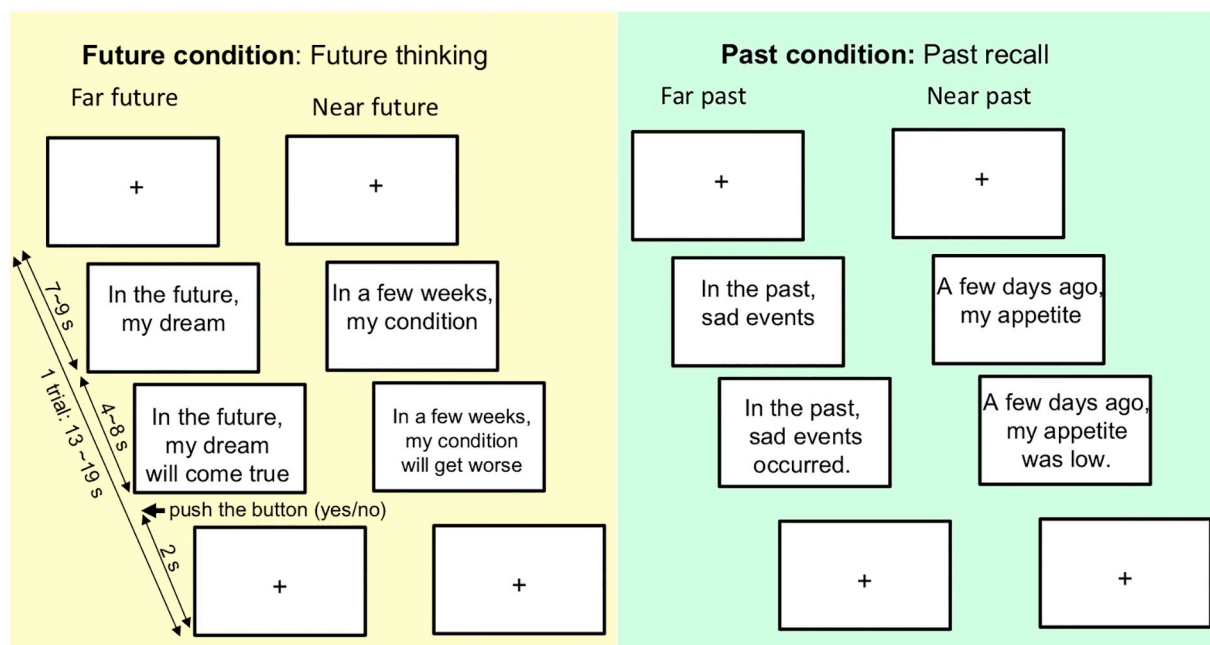 Future condition: Future thinking
Far future
Near future
+
+
In the future,
my dream
In a few weeks,
my condition
In the future,
my dream
will come true
In a few weeks,
my condition
will get worse
7~9 s
4~8 s
1 trial: 13 ~19 s
push the button (yes/no)
2 s
+
+
Past condition: Past recall
Far past
Near past
+
+
In the past,
sad events
A few days ago,
my appetite
In the past,
sad events
occurred.
A few days ago,
my appetite
was low.
+
+